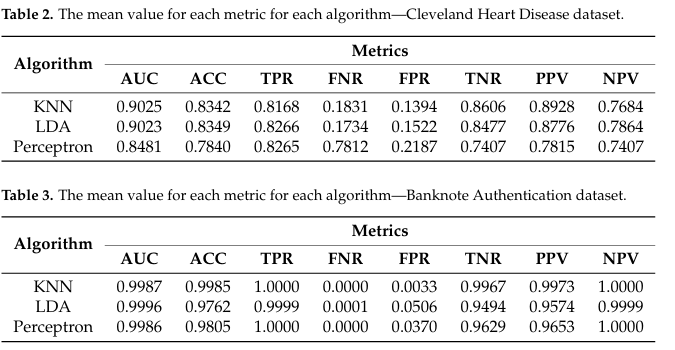 Table 2. The mean value for each metric for each algorithm—Cleveland Heart Disease dataset.
Algorithm Metrics
AUC ACC TPR FNR FPR TNR PPV NPV
KNN 0.9025 0.8342 0.8168 0.1831 0.1394 0.8606 0.8928 0.7684
LDA 0.9023 0.8349 0.8266 0.1734 0.1522 0.8477 0.8776 0.7864
Perceptron 0.8481 0.7840 0.8265 0.7812 0.2187 0.7407 0.7815 0.7407
Table 3. The mean value for each metric for each algorithm—Banknote Authentication dataset.
Algorithm Metrics
AUC ACC TPR FNR FPR TNR PPV NPV
KNN 0.9987 0.9985 1.0000 0.0000 0.0033 0.9967 0.9973 1.0000
LDA 0.9996 0.9762 0.9999 0.0001 0.0506 0.9494 0.9574 0.9999
Perceptron 0.9986 0.9805 1.0000 0.0000 0.0370 0.9629 0.9653 1.0000